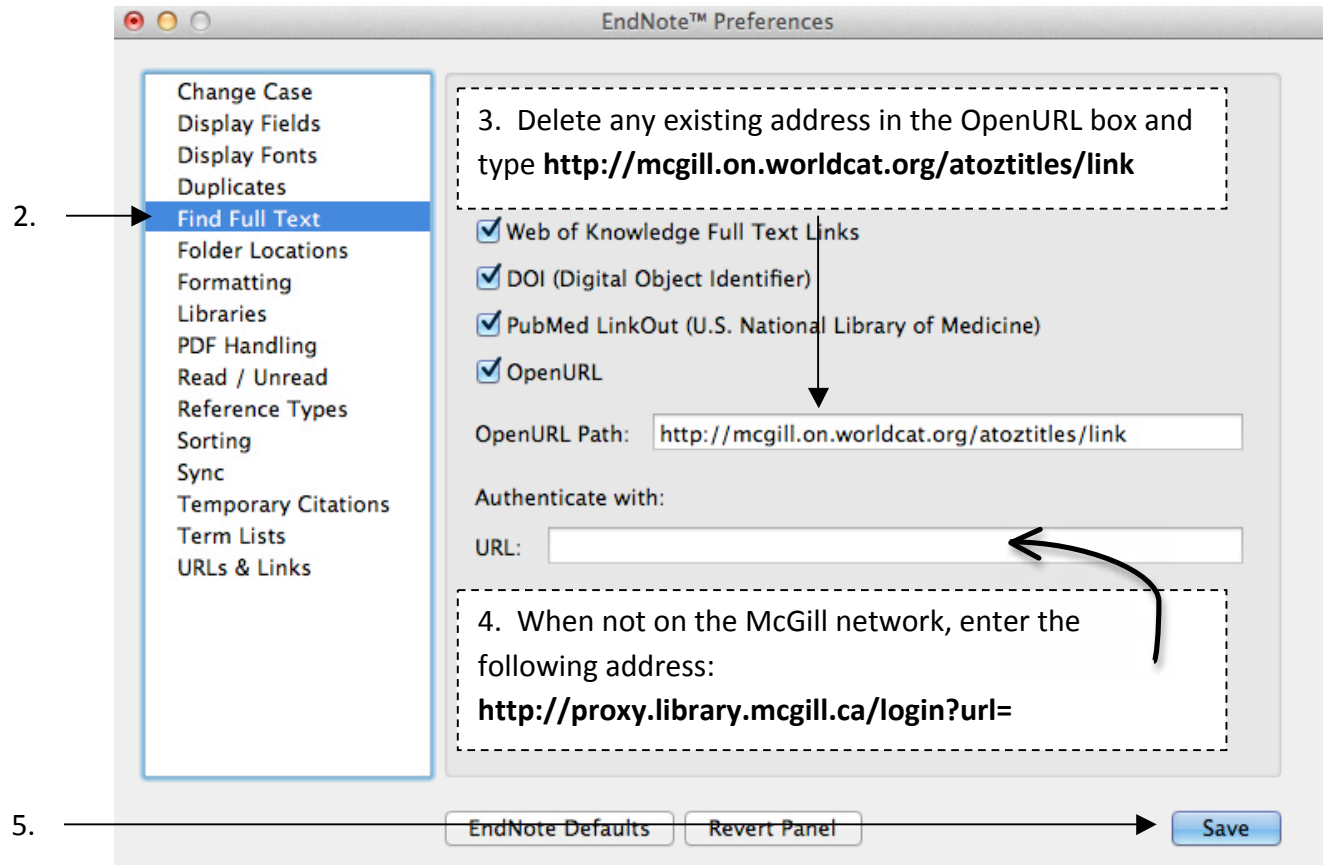 EndNote™ Preferences
Change Case
Display Fields
Display Fonts
Duplicates
2.
Find Full Text
Folder Locations
Formatting
Libraries
PDF Handling
Read / Unread
Reference Types
Sorting
Sync
Temporary Citations
Term Lists
URLs & Links
3. Delete any existing address in the OpenURL box and
type http://mcgill.on.worldcat.org/atoztitles/link
Web of Knowledge Full Text Links
DOI (Digital Object Identifier)
PubMed LinkOut (U.S. National Library of Medicine)
OpenURL
OpenURL Path: http://mcgill.on.worldcat.org/atoztitles/link
Authenticate with:
URL:
4. When not on the McGill network, enter the
following address:
http://proxy.library.mcgill.ca/login?url=
5.
EndNote Defaults Revert Panel Save